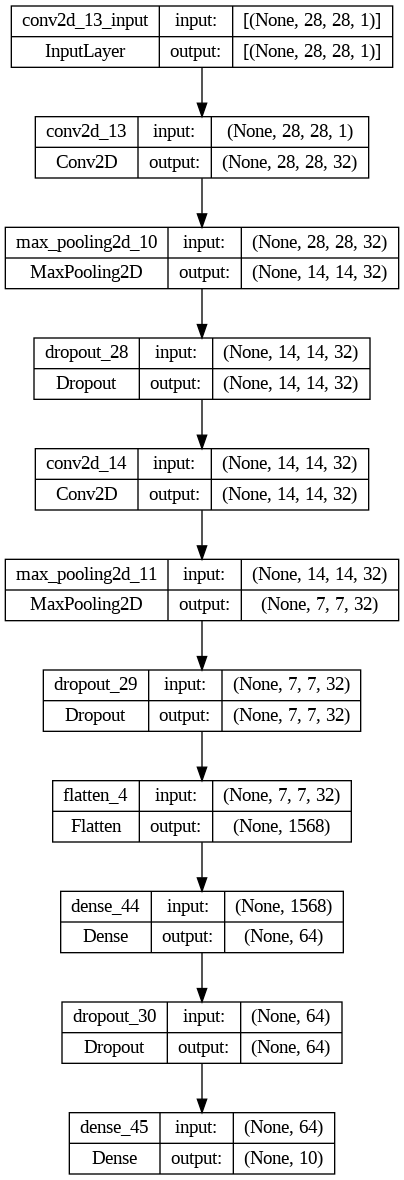 conv2d_13_input input: [(None, 28, 28, 1)]
InputLayer output: [(None, 28, 28, 1)]
conv2d_13 input: (None, 28, 28, 1)
Conv2D output: (None, 28, 28, 32)
max_pooling2d_10 input: (None, 28, 28, 32)
MaxPooling2D output: (None, 14, 14, 32)
dropout_28 input: (None, 14, 14, 32)
Dropout output: (None, 14, 14, 32)
conv2d_14 input: (None, 14, 14, 32)
Conv2D output: (None, 14, 14, 32)
max_pooling2d_11 input: (None, 14, 14, 32)
MaxPooling2D output: (None, 7, 7, 32)
dropout_29 input: (None, 7, 7, 32)
Dropout output: (None, 7, 7, 32)
flatten_4 input: (None, 7, 7, 32)
Flatten output: (None, 1568)
dense_44 input: (None, 1568)
Dense output: (None, 64)
dropout_30 input: (None, 64)
Dropout output: (None, 64)
dense_45 input: (None, 64)
Dense output: (None, 10)